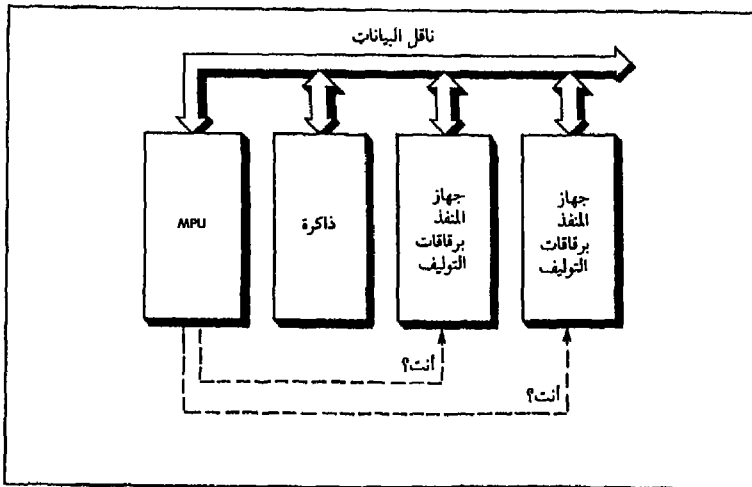 ناقل البيانات
MPU
ذاكرة
جهاز
المنفذ
برقاقات
التوليف
جهاز
المنفذ
برقاقات
التوليف
أنت؟
أنت؟